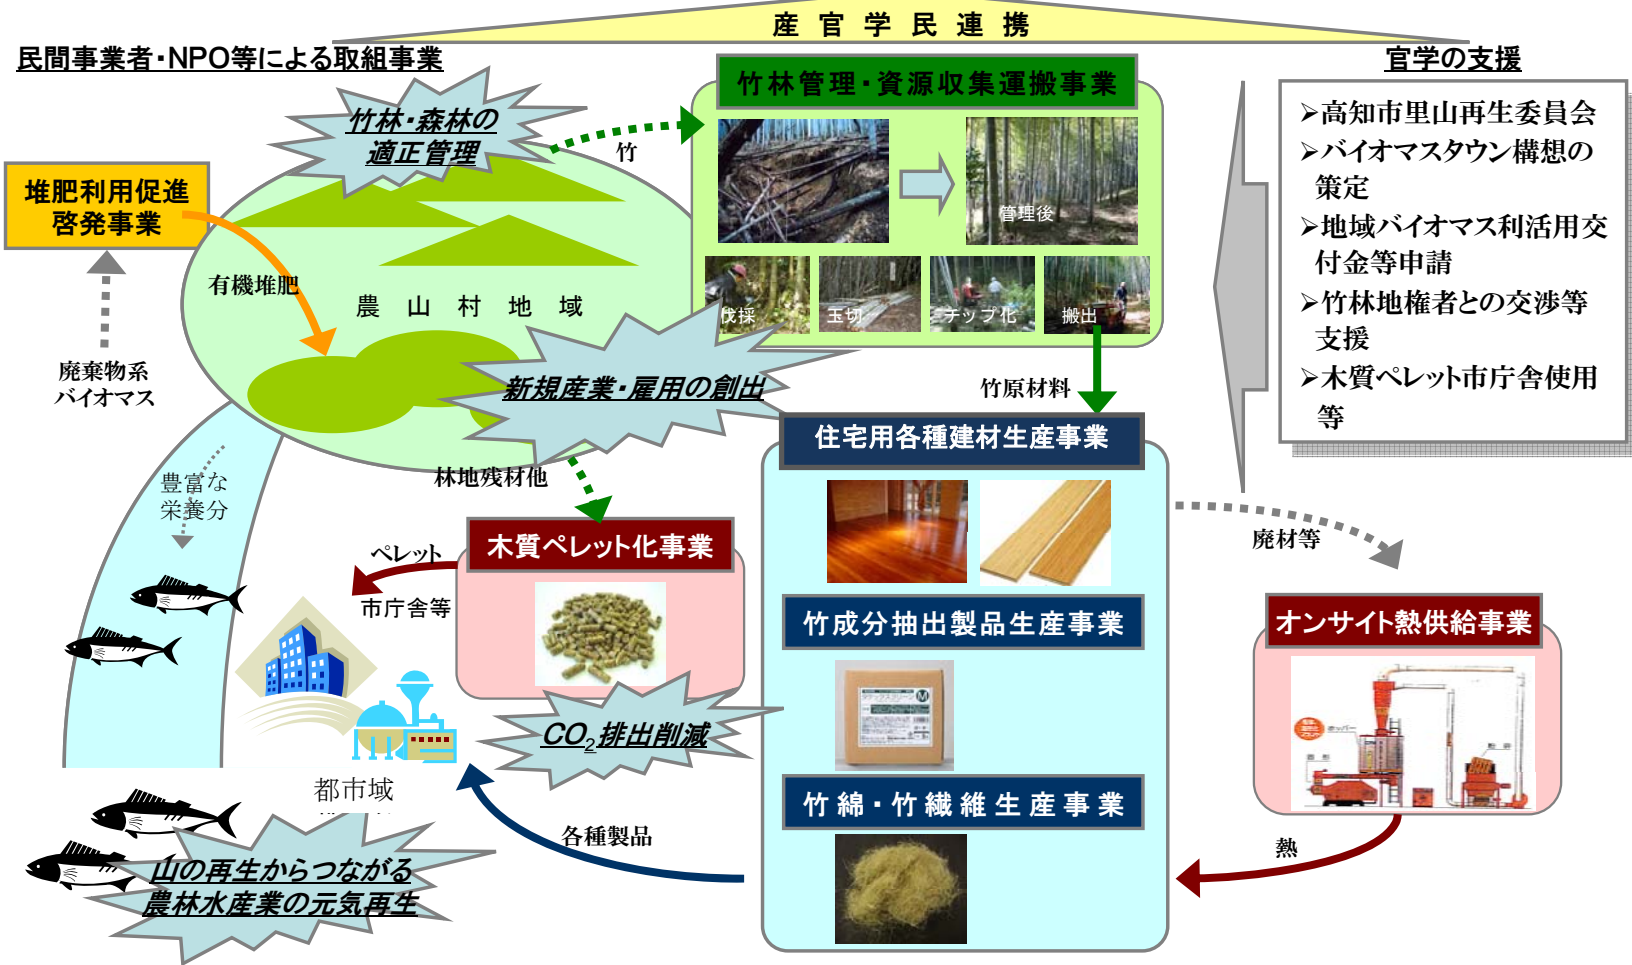 産官学民連携
民間事業者・NPO等による取組事業
官学の支援
竹林・森林の
適正管理
竹
竹林管理・資源収集運搬事業
管理後
伐採
玉切
チップ化
搬出
➢高知市里山再生委員会
➢バイオマスタウン構想の
策定
➢地域バイオマス利活用交
付金等申請
➢竹林地権者との交渉等
支援
➢木質ペレット市庁舎使用
等
堆肥利用促進
啓発事業
有機堆肥
農山村地域
廃棄物系
バイオマス
新規産業・雇用の創出
竹原材料
住宅用各種建材生産事業
豊富な
栄養分
林地残材他
木質ペレット化事業
ペレット
市庁舎等
廃材等
竹成分抽出製品生産事業
オンサイト熱供給事業
ホッパー
CO₂排出削減
都市域
竹綿・竹繊維生産事業
各種製品
熱
山の再生からつながる
農林水産業の元気再生